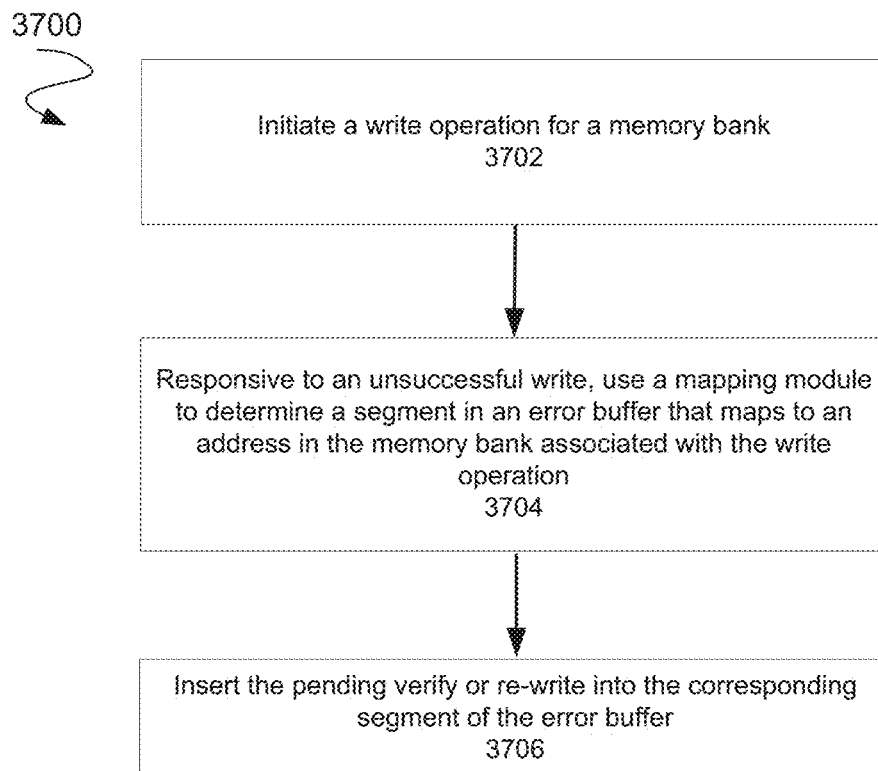 3700
Initiate a write operation for a memory bank
3702
Responsive to an unsuccessful write, use a mapping module
to determine a segment in an error buffer that maps to an
address in the memory bank associated with the write
operation
3704
Insert the pending verify or re-write into the corresponding
segment of the error buffer
3706